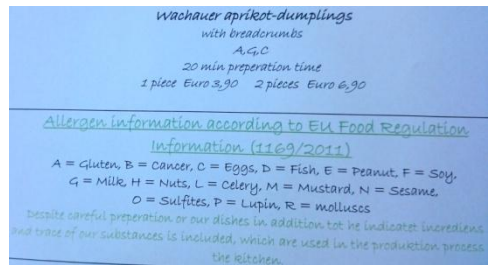 Wachauer aprikot-dumplings
with breadcrumbs
A,G,C
20 min preperation time
1 piece Euro 3,90 2 pieces Euro 6,90
Allergen information according to EU Food Regulation
Information (1169/2011)
A = Gluten, B = Cancer, C = Eggs, D = Fish, E = Peanut, F = Soy,
G = Milk, H = Nuts, L = Celery, M = Mustard, N = Sesame,
O = Sulfites, P = Lupin, R = molluscs
Despite careful preperation or our dishes in addition tot he indicatet incrediens
and trace of our substances is included, which are used in the produktion process
the kitchen.